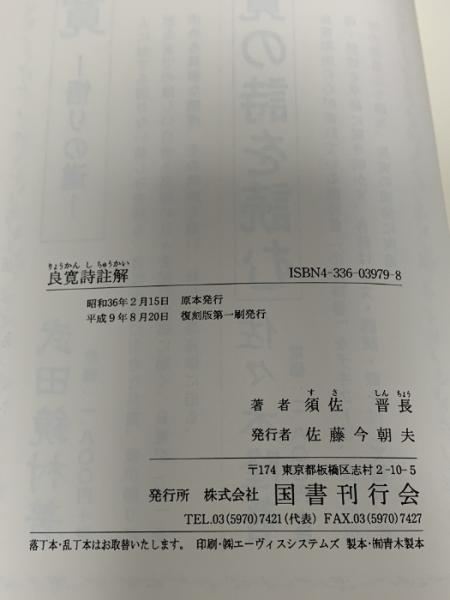 りょうかん し ちゅうかい
良寛詩註解 ISBN4-336-03979-8
昭和36年2月15日 原本発行
平成9年8月20日 復刻版第一刷発行
す さ しん ちょう
著者 須佐 晋長
発行者 佐藤今朝夫
〒174 東京都板橋区志村2-10-5
発行所 株式会社 国書刊行会
TEL.03(5970)7421(代表) FAX.03(5970)7427
落丁本・乱丁本はお取替いたします。 印刷・㈱エーヴィスシステムズ 製本・㈲青木製本